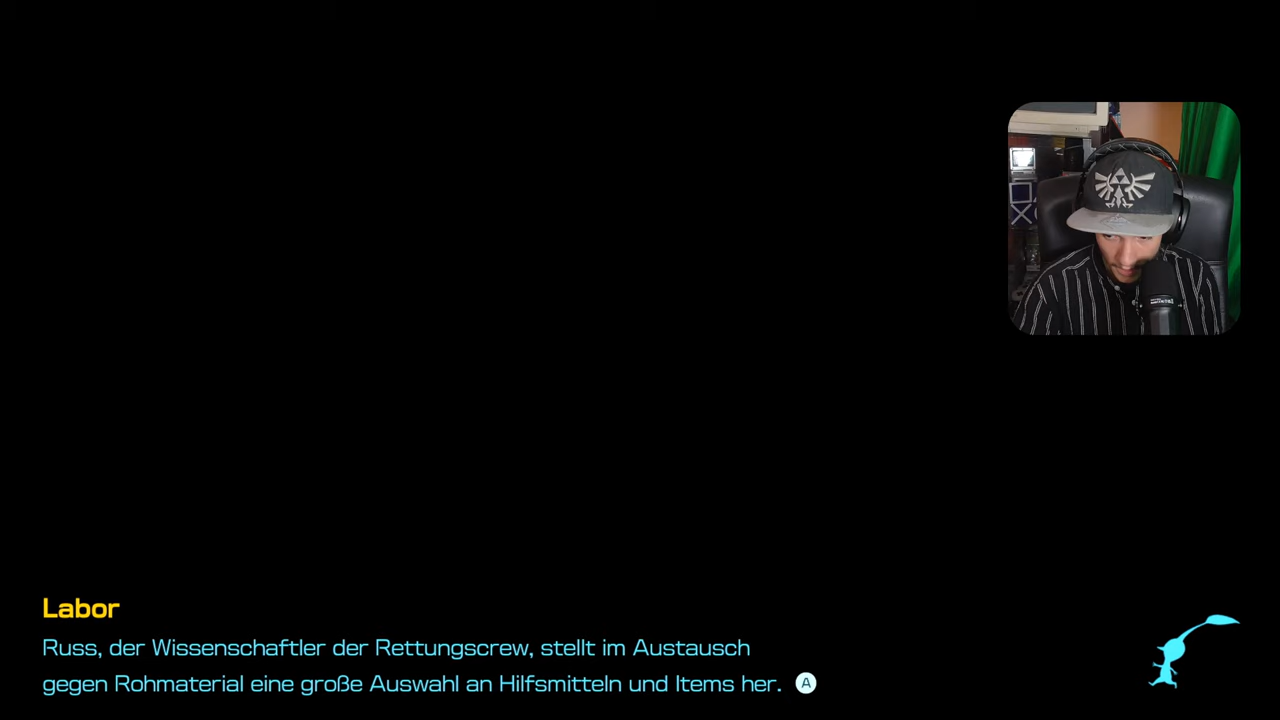 Labor
Russ, der Wissenschaftler der Rettungscrew, stellt im Austausch
gegen Rohmaterial eine große Auswahl an Hilfsmitteln und Items her. A